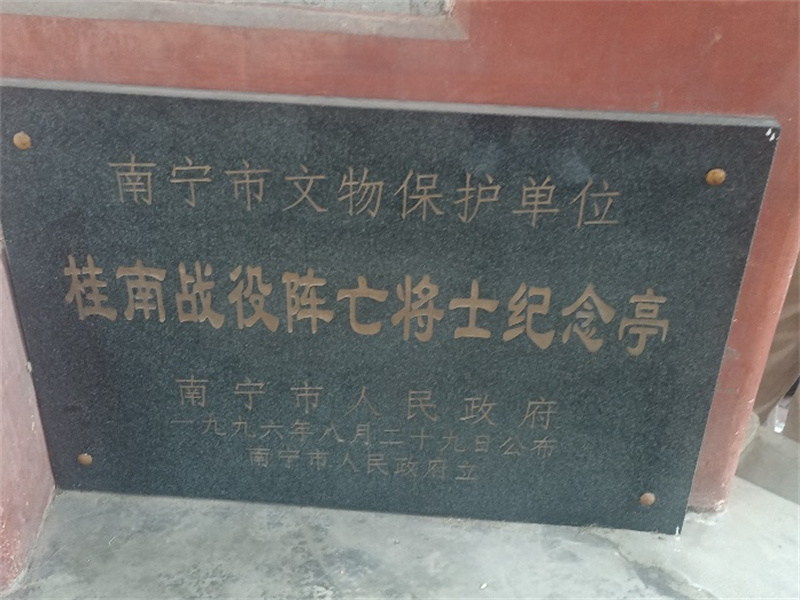 南宁市文物保护单位
桂南战役阵亡将士纪念亭
南宁市人民政府
一九九六年八月二十九日公布
南宁市人民政府立